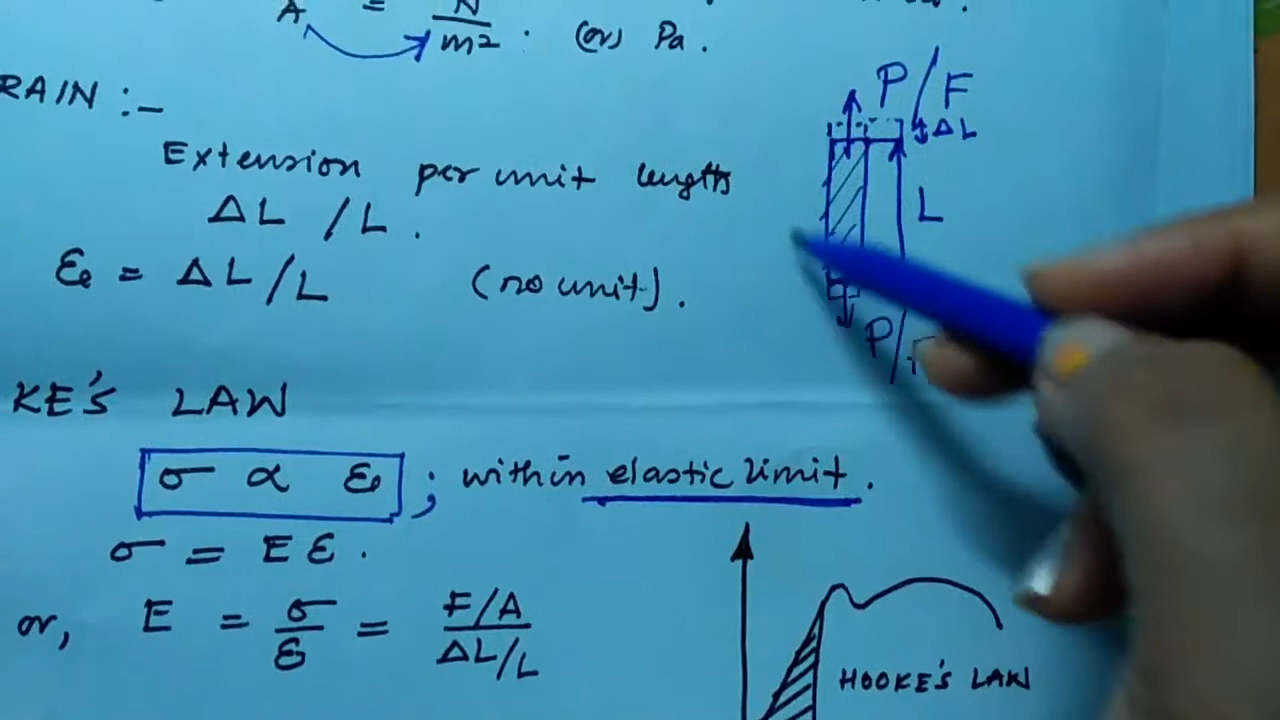 A = N/m2. (or) Pa.
RAIN :-
P/F
ΔL
Extension per unit length
ΔL /L.
L
ε = ΔL/L (no unit).
P/
KE'S LAW
σ ∝ ε ; within elastic limit.
σ = E ε.
or, E = σ/ε = F/A / ΔL/L
HOOKE'S LAW